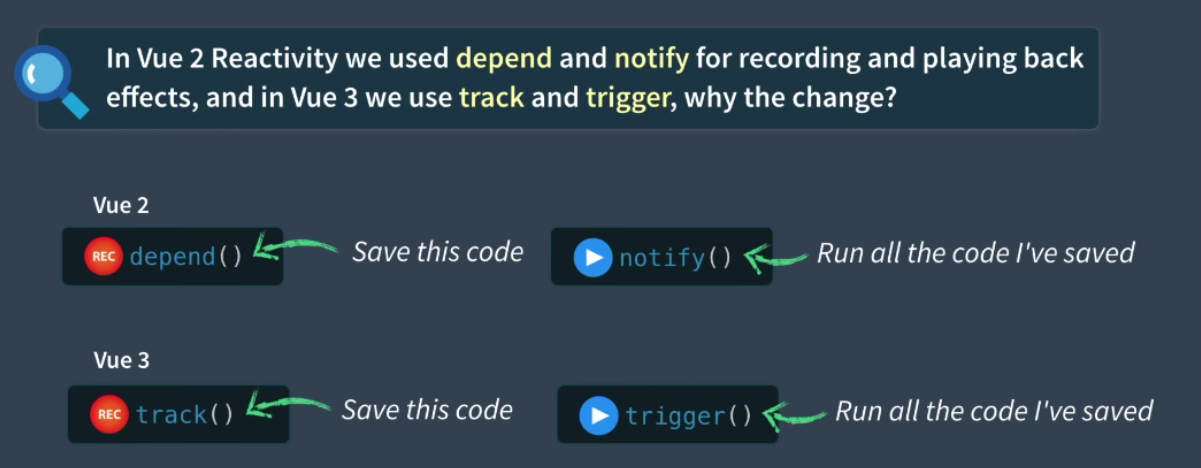 In Vue 2 Reactivity we used depend and notify for recording and playing back
effects, and in Vue 3 we use track and trigger, why the change?
Vue 2
REC depend() Save this code notify() Run all the code I've saved
Vue 3
REC track() Save this code trigger() Run all the code I've saved